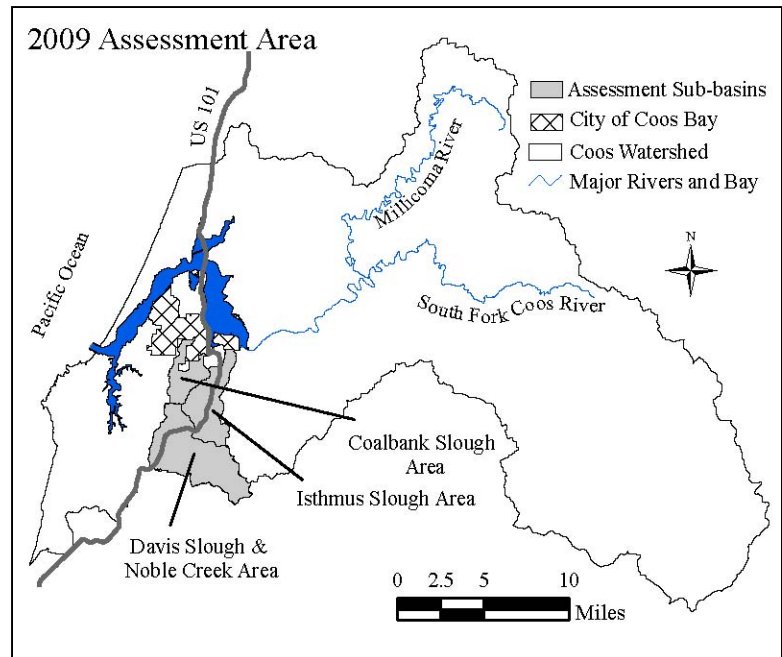 2009 Assessment Area
US 101
Assessment Sub-basins
City of Coos Bay
Coos Watershed
Major Rivers and Bay
Millicoma River
N
Pacific Ocean
South Fork Coos River
Coalbank Slough
Area
Isthmus Slough Area
Davis Slough &
Noble Creek Area
0 2.5 5 10
Miles